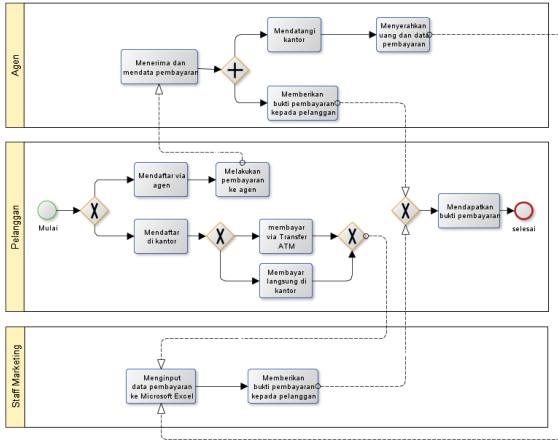 Agen
Menerima dan
mendata pembayaran
Mendatangi
kantor
Menyerahkan
uang dan data
pembayaran
Memberikan
bukti pembayaran
kepada pelanggan
Pelanggan
Mulai
Mendaftar via
agen
Melakukan
pembayaran
ke agen
Mendaftar
di kantor
membayar
via Transfer
ATM
Membayar
langsung di
kantor
Mendapatkan
bukti pembayaran
selesai
Staff Marketing
Menginput
data pembayaran
ke Microsoft Excel
Memberikan
bukti pembayaran
kepada pelanggan